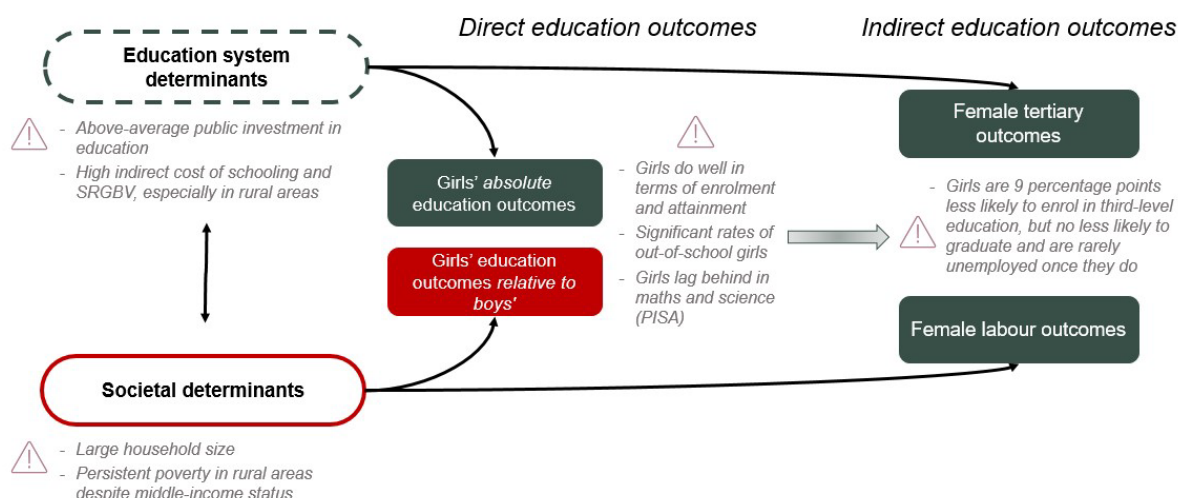 Direct education outcomes
Indirect education outcomes
Education system
determinants
- Above-average public investment in
education
- High indirect cost of schooling and
SRGBV, especially in rural areas
Girls' absolute
education outcomes
Girls' education
outcomes relative to
boys'
- Girls do well in
terms of enrolment
and attainment
- Significant rates of
out-of-school girls
- Girls lag behind in
maths and science
(PISA)
Female tertiary
outcomes
- Girls are 9 percentage points
less likely to enrol in third-level
education, but no less likely to
graduate and are rarely
unemployed once they do
Female labour outcomes
Societal determinants
- Large household size
- Persistent poverty in rural areas
despite middle-income status